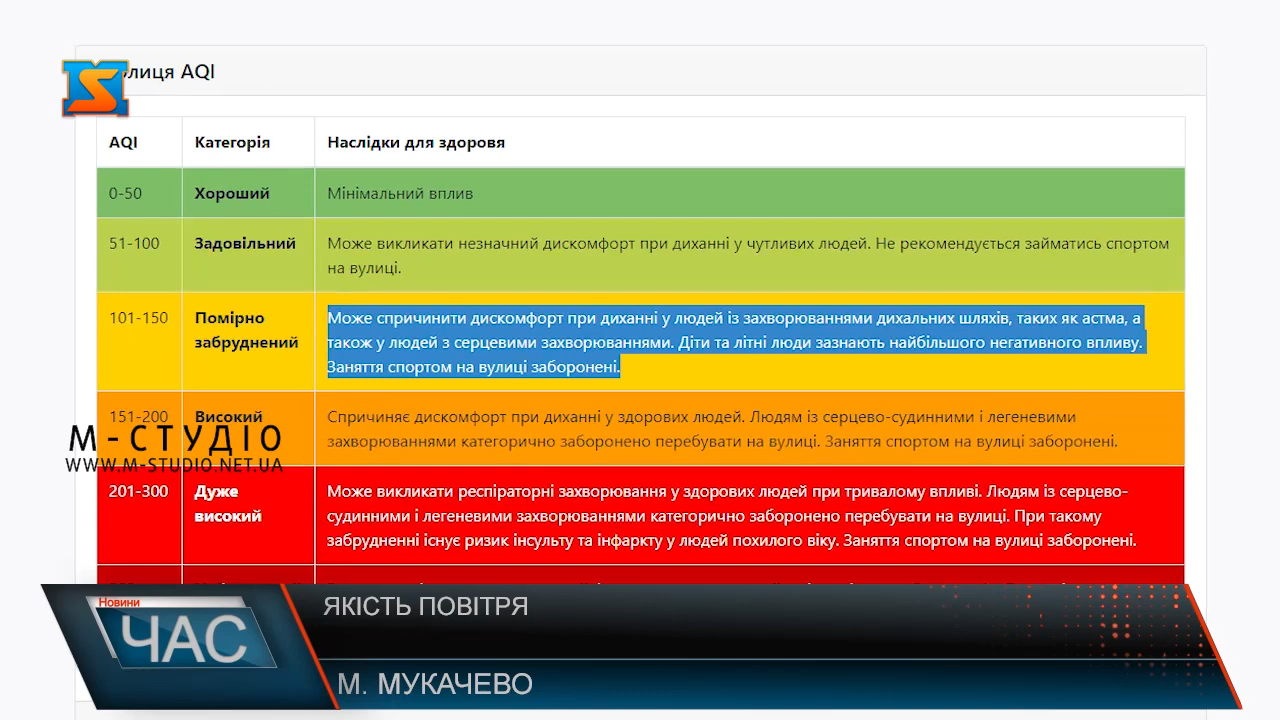 лиця AQI
AQI Категорія Наслідки для здоровя
0-50 Хороший Мінімальний вплив
51-100 Задовільний Може викликати незначний дискомфорт при диханні у чутливих людей. Не рекомендується займатись спортом
на вулиці.
101-150 Помірно Може спричинити дискомфорт при диханні у людей із захворюваннями дихальних шляхів, таких як астма, а
забруднений також у людей з серцевими захворюваннями. Діти та літні люди зазнають найбільшого негативного впливу.
Заняття спортом на вулиці заборонені.
151-200 Високий Спричиняє дискомфорт при диханні у здорових людей. Людям із серцево-судинними і легеневими
захворюваннями категорично заборонено перебувати на вулиці. Заняття спортом на вулиці заборонені.
М-СТУДІО
WWW.M-STUDIO.NET.UA
201-300 Дуже Може викликати респіраторні захворювання у здорових людей при тривалому впливі. Людям із серцево-
високий судинними і легеневими захворюваннями категорично заборонено перебувати на вулиці. При такому
забрудненні існує ризик інсульту та інфаркту у людей похилого віку. Заняття спортом на вулиці заборонені.
Новини
ЧАС
ЯКІСТЬ ПОВІТРЯ
М. МУКАЧЕВО